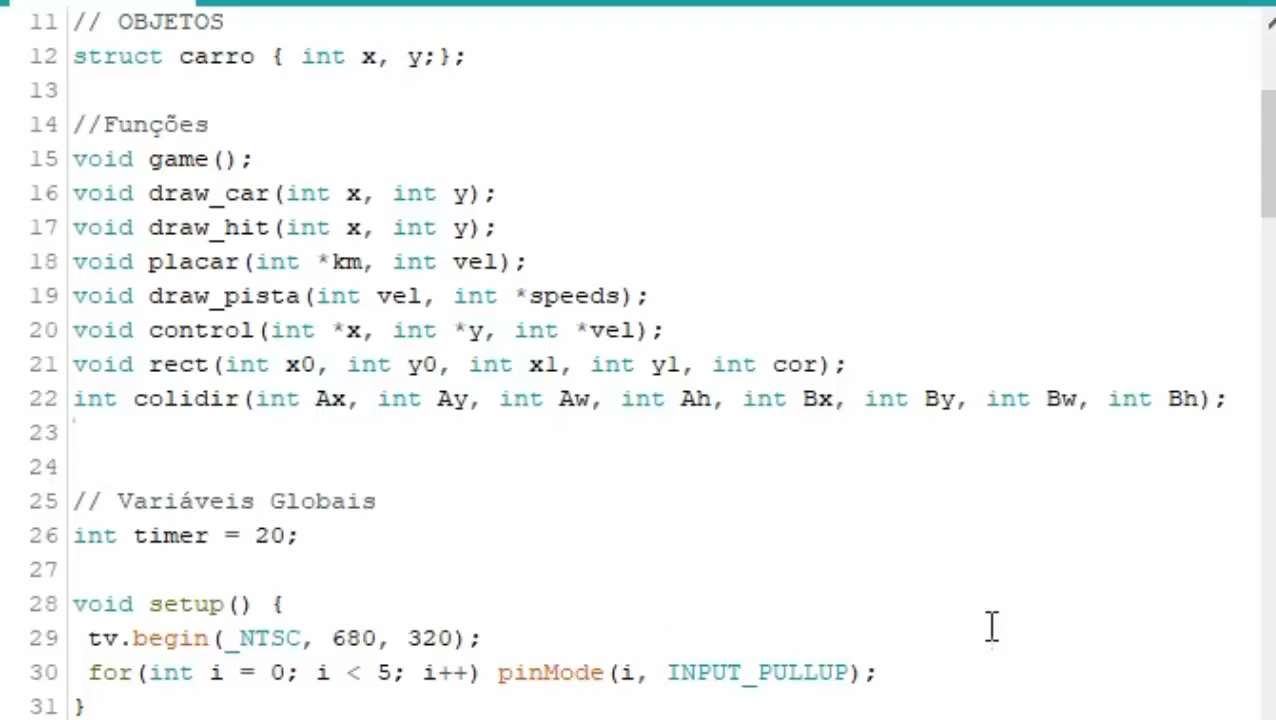 11 // OBJETOS
12 struct carro { int x, y;};
13
14 //Funções
15 void game();
16 void draw_car(int x, int y);
17 void draw_hit(int x, int y);
18 void placar(int *km, int vel);
19 void draw_pista(int vel, int *speeds);
20 void control(int *x, int *y, int *vel);
21 void rect(int x0, int y0, int x1, int y1, int cor);
22 int colidir(int Ax, int Ay, int Aw, int Ah, int Bx, int By, int Bw, int Bh);
23
24
25 // Variáveis Globais
26 int timer = 20;
27
28 void setup() {
29  tv.begin(_NTSC, 680, 320);
30  for(int i = 0; i < 5; i++) pinMode(i, INPUT_PULLUP);
31 }